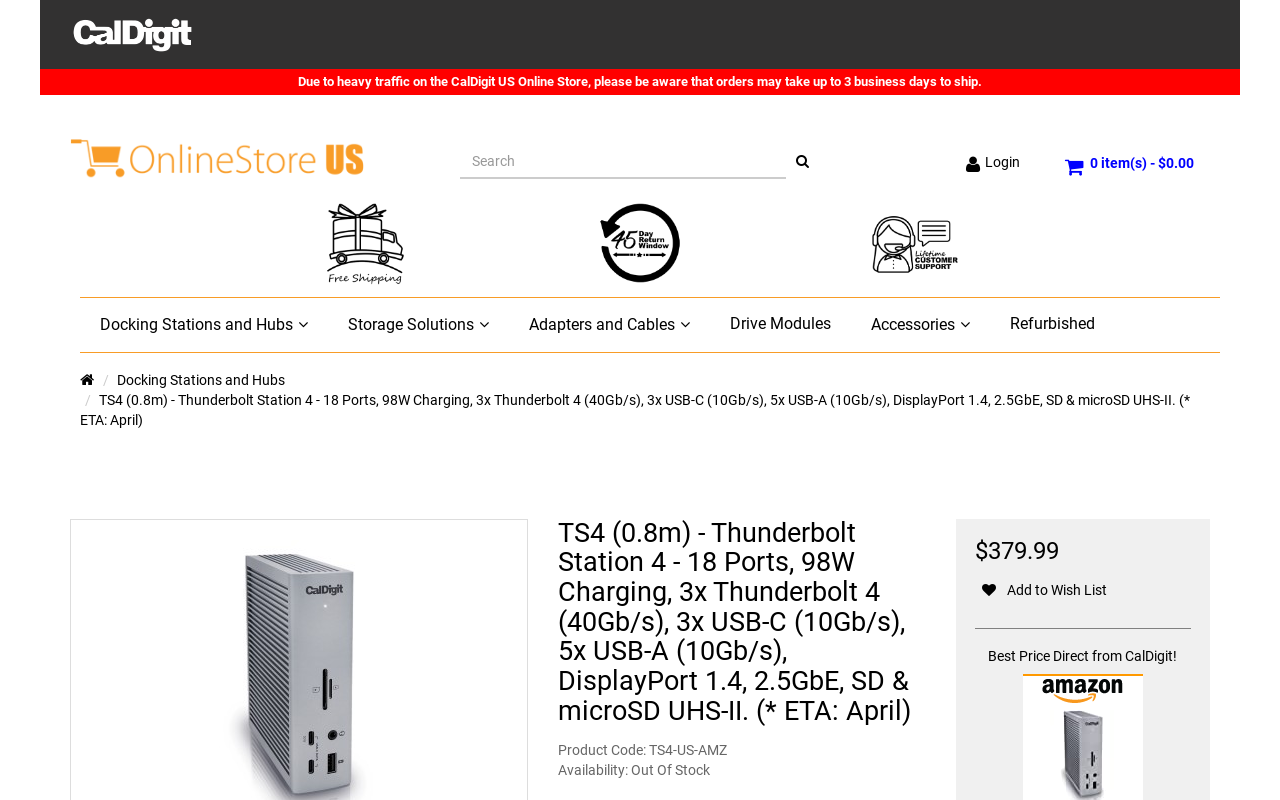 CalDigit
Due to heavy traffic on the CalDigit US Online Store, please be aware that orders may take up to 3 business days to ship.
OnlineStore US
Search
Login
0 item(s) - $0.00
Free Shipping
45 Day Return Window
Lifetime CUSTOMER SUPPORT
Docking Stations and Hubs
Storage Solutions
Adapters and Cables
Drive Modules
Accessories
Refurbished
/ Docking Stations and Hubs
/ TS4 (0.8m) - Thunderbolt Station 4 - 18 Ports, 98W Charging, 3x Thunderbolt 4 (40Gb/s), 3x USB-C (10Gb/s), 5x USB-A (10Gb/s), DisplayPort 1.4, 2.5GbE, SD & microSD UHS-II. (*
ETA: April)
CalDigit
TS4 (0.8m) - Thunderbolt
Station 4 - 18 Ports, 98W
Charging, 3x Thunderbolt 4
(40Gb/s), 3x USB-C (10Gb/s),
5x USB-A (10Gb/s),
DisplayPort 1.4, 2.5GbE, SD &
microSD UHS-II. (* ETA: April)
Product Code: TS4-US-AMZ
Availability: Out Of Stock
$379.99
Add to Wish List
Best Price Direct from CalDigit!
amazon
CalDigit